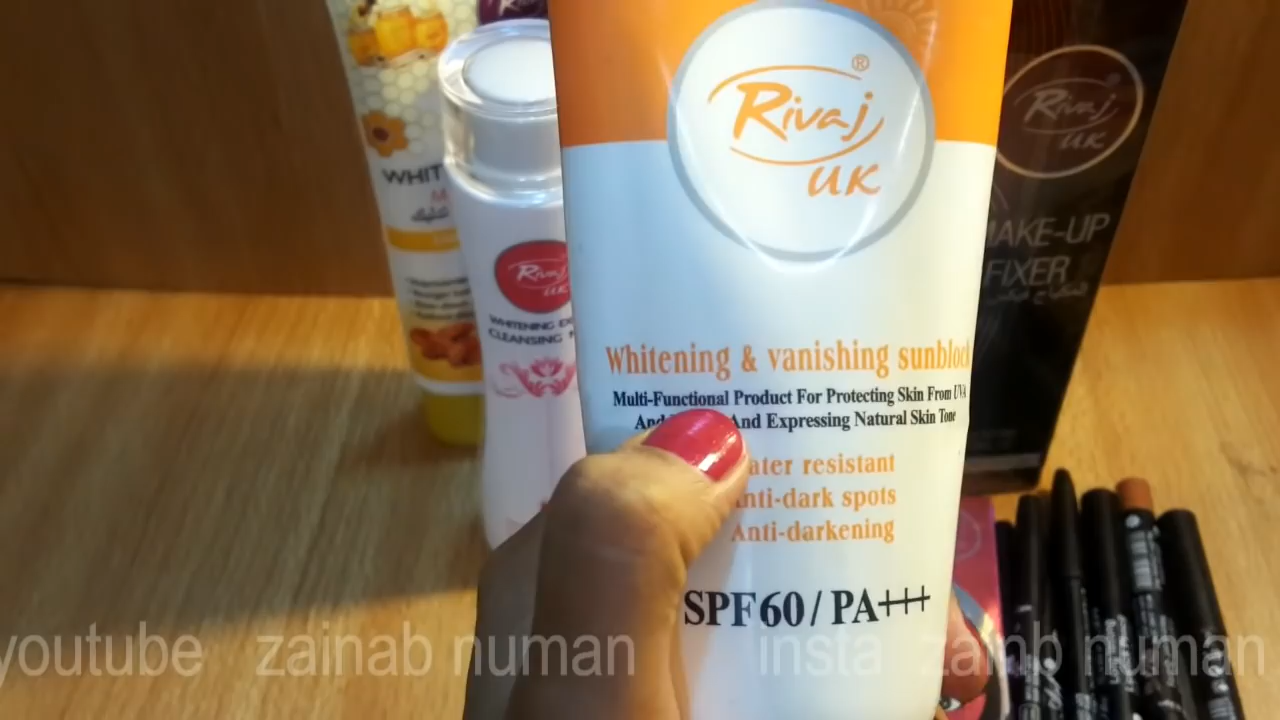 Rivaj®
UK
Whitening & vanishing sunblock
Multi-Functional Product For Protecting Skin From UVA
And And Expressing Natural Skin Tone
ater resistant
nti-dark spots
Anti-darkening
SPF60/PA+++
WHIT
M
Rivaj
UK
WHITENING
CLEANSING
Rivaj
UK
MAKE-UP
FIXER
youtube zainab numan insta zainb numan